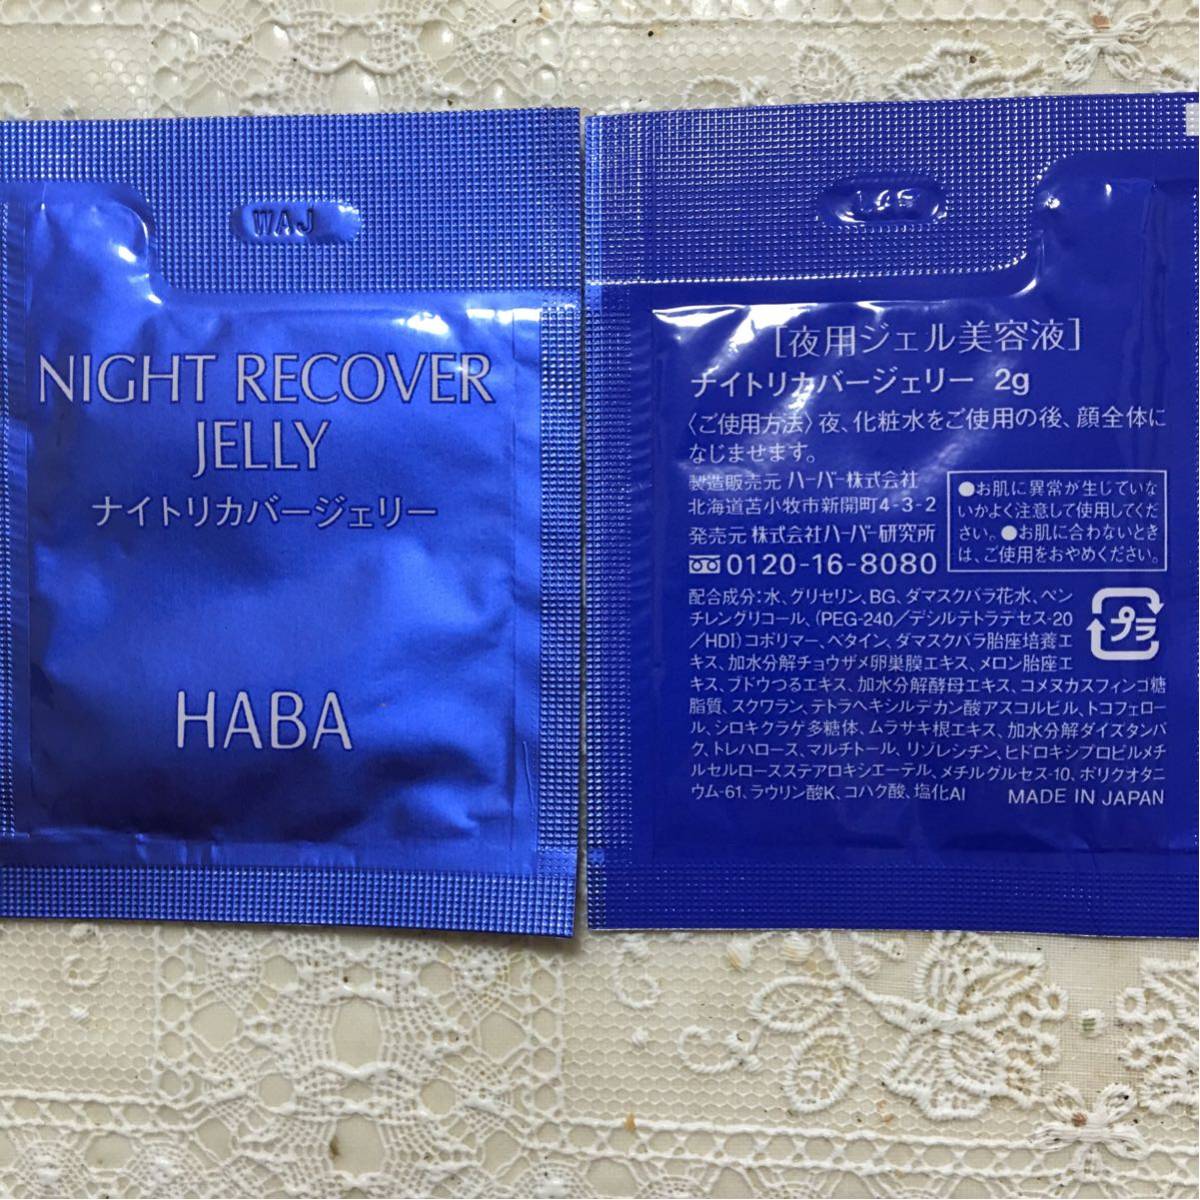 WAJ
NIGHT RECOVER
JELLY
ナイトリカバージェリー
HABA
［夜用ジェル美容液］
ナイトリカバージェリー 2g
〈ご使用方法〉夜、化粧水をご使用の後、顔全体に
なじませます。
製造販売元 ハーバー株式会社
北海道苫小牧市新開町4-3-2
発売元 株式会社ハーバー研究所
0120-16-8080
●お肌に異常が生じていな
いかよく注意して使用してくだ
さい。●お肌に合わないとき
は、ご使用をおやめください。
配合成分：水、グリセリン、BG、ダマスクバラ花水、ペン
チレングリコール、(PEG-240／デシルテトラデセス-20
／HDI)コポリマー、ベタイン、ダマスクバラ胎座培養エ
キス、加水分解チョウザメ卵巣膜エキス、メロン胎座エ
キス、ブドウつるエキス、加水分解酵母エキス、コメヌカスフィンゴ糖
脂質、スクワラン、テトラヘキシルデカン酸アスコルビル、トコフェロー
ル、シロキクラゲ多糖体、ムラサキ根エキス、加水分解ダイズタンパ
ク、トレハロース、マルチトール、リゾレシチン、ヒドロキシプロピルメチ
ルセルロースステアロキシエーテル、メチルグルセス-10、ポリクオタニ
ウム-61、ラウリン酸K、コハク酸、塩化Al MADE IN JAPAN
プラ